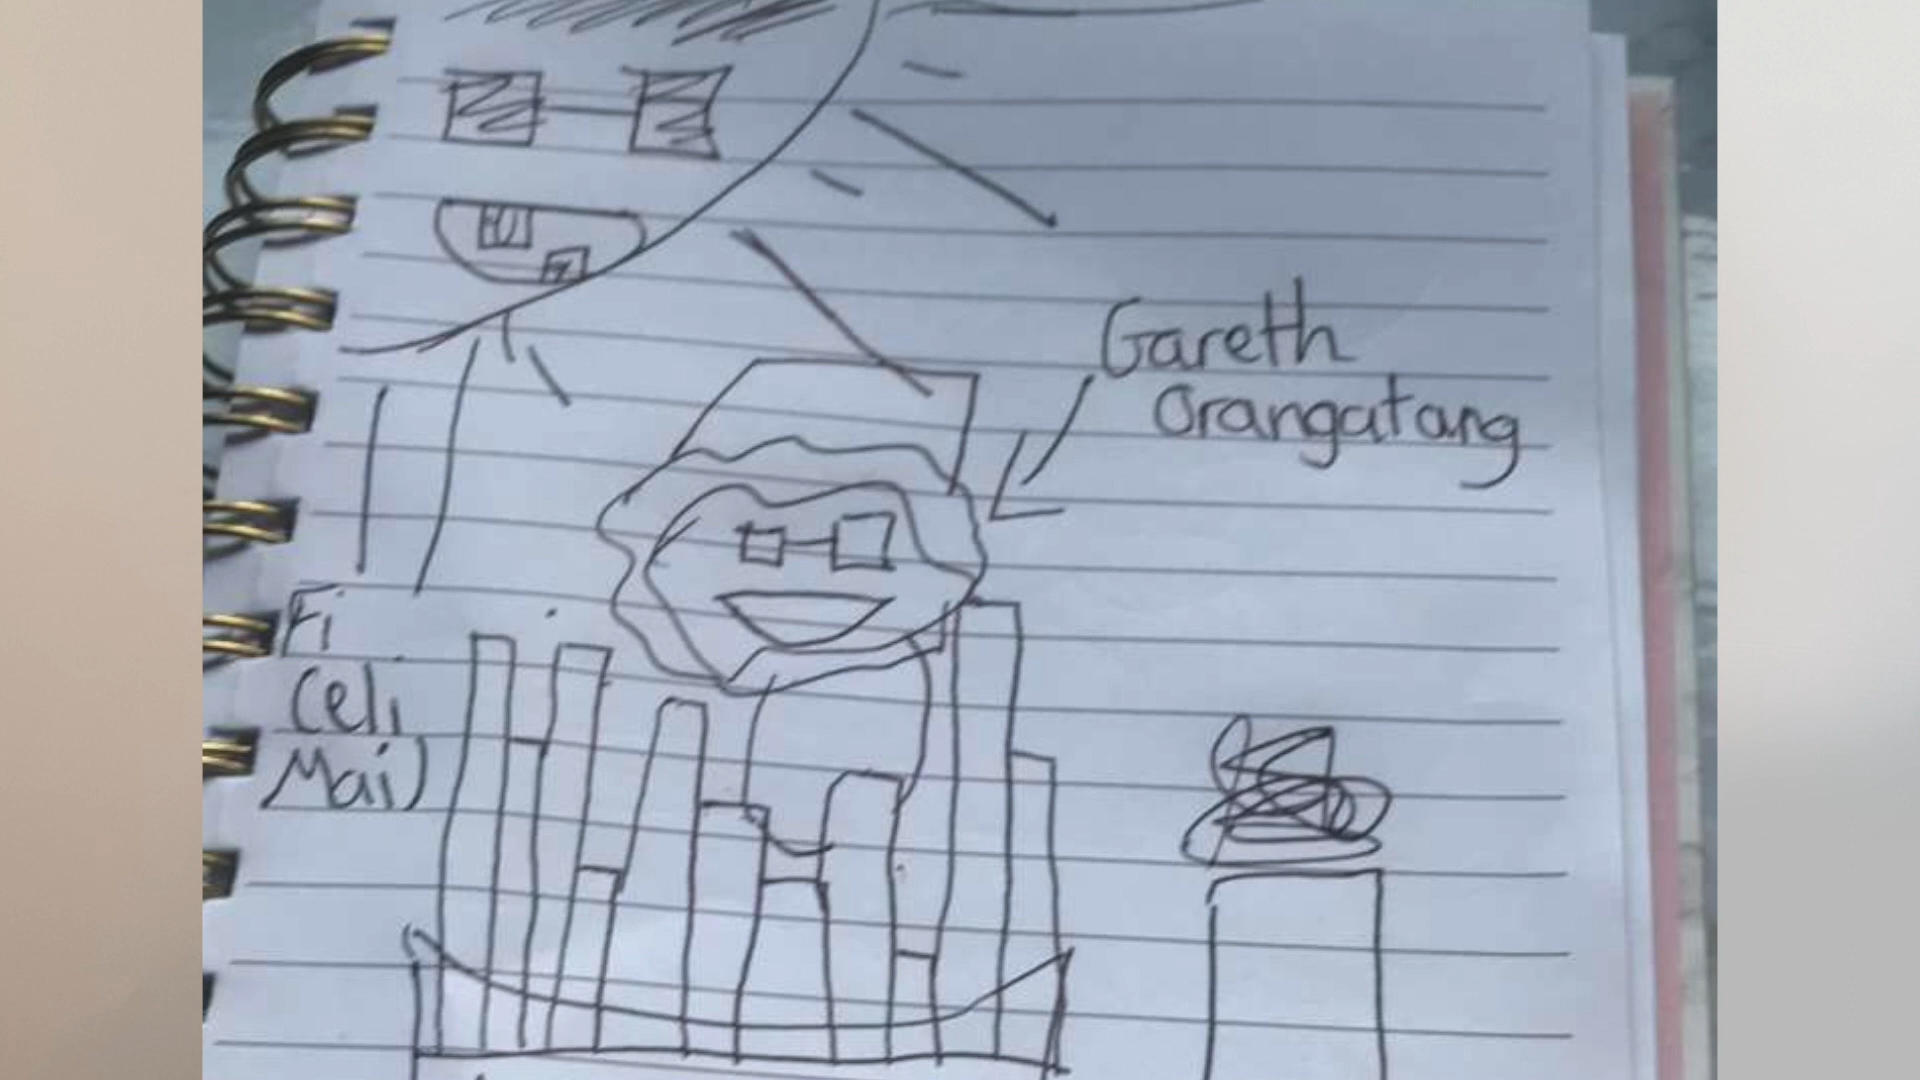 Gareth
Orangatang
Fi
(Celi
Mai)